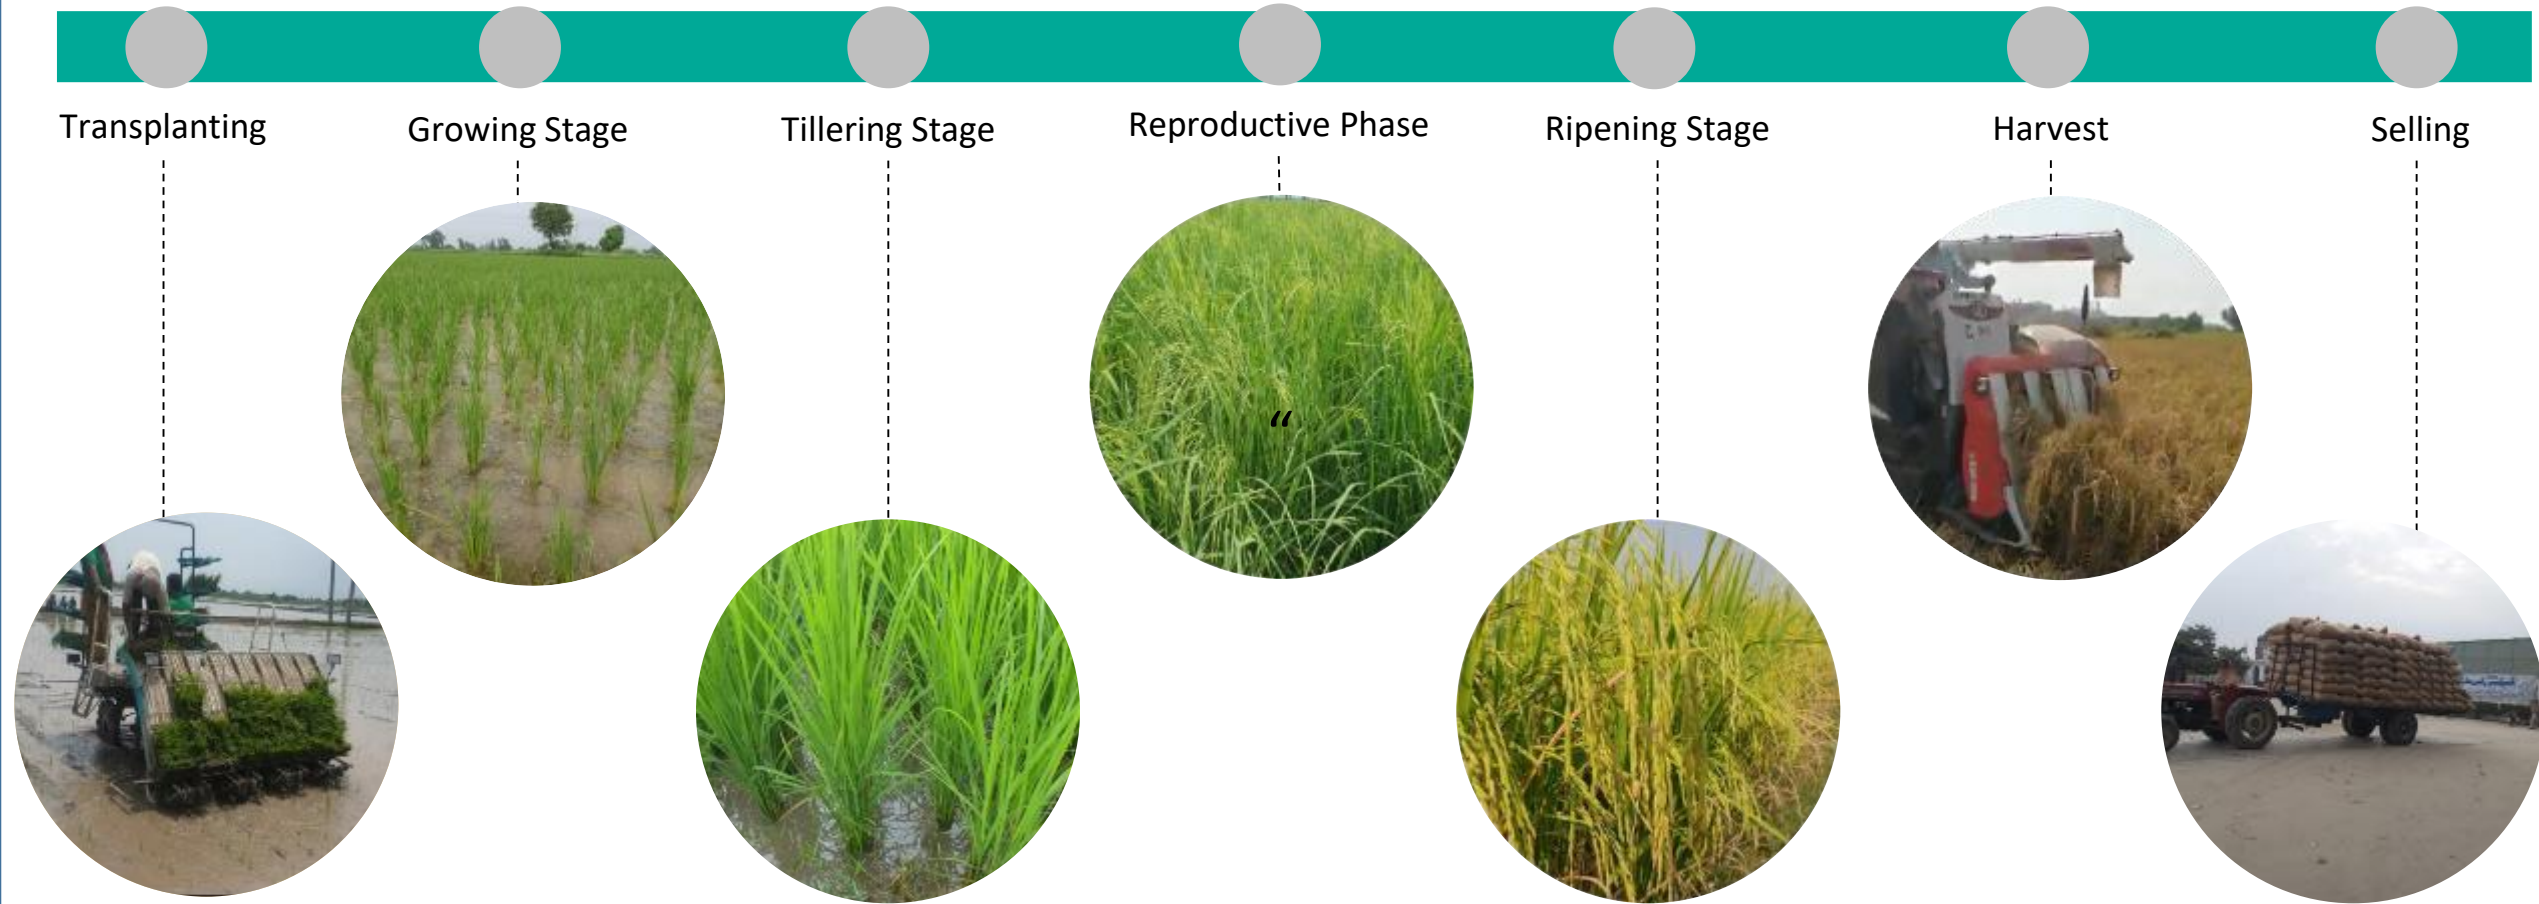 Transplanting
Growing Stage
Tillering Stage
Reproductive Phase
Ripening Stage
Harvest
Selling
“